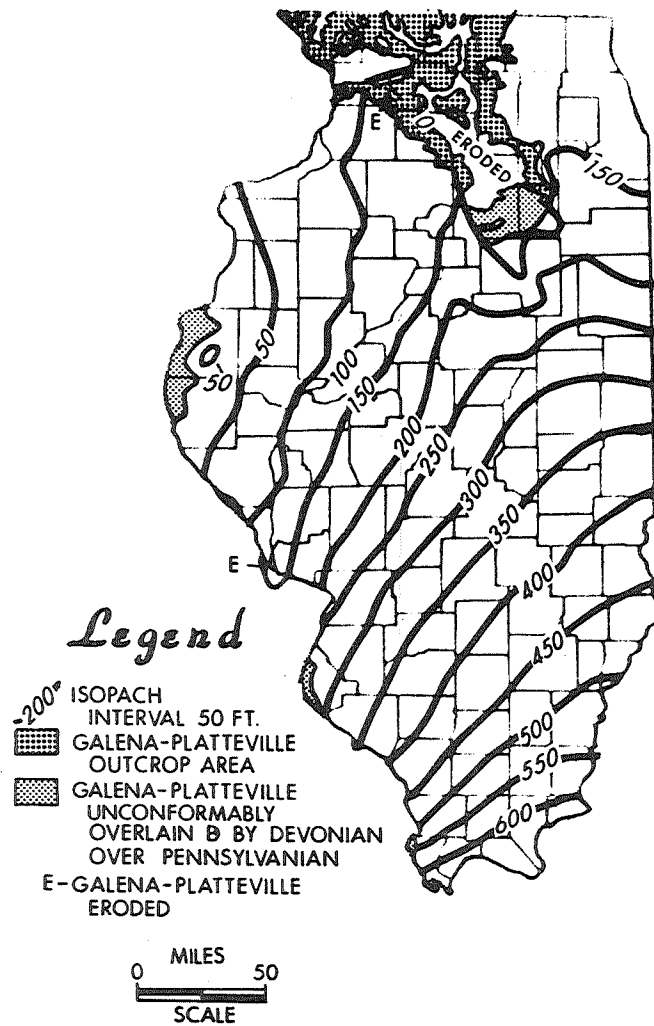 E
ERODED
150
50
50
100
150
200
250
300
350
400
E
450
500
550
600
Legend
-200- ISOPACH
INTERVAL 50 FT.
GALENA-PLATTEVILLE
OUTCROP AREA
GALENA-PLATTEVILLE
UNCONFORMABLY
OVERLAIN BY DEVONIAN
OVER PENNSYLVANIAN
E-GALENA-PLATTEVILLE
ERODED
MILES
0 50
SCALE